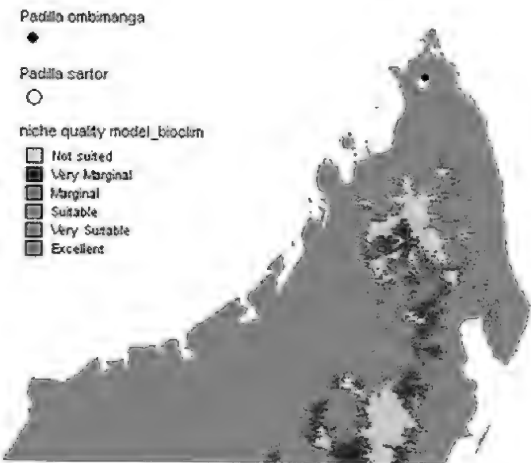 Padilla ombimanga
Padilla sartor
niche quality model_bioclim
Not suited
Very Marginal
Marginal
Suitable
Very Suitable
Excellent